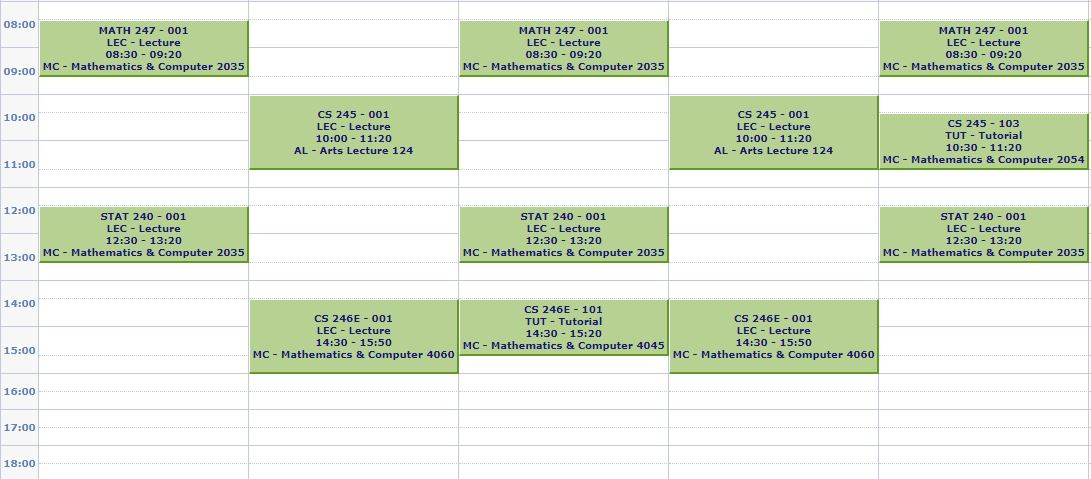 08:00
MATH 247 - 001
LEC - Lecture
08:30 - 09:20
MC - Mathematics & Computer 2035
MATH 247 - 001
LEC - Lecture
08:30 - 09:20
MC - Mathematics & Computer 2035
MATH 247 - 001
LEC - Lecture
08:30 - 09:20
MC - Mathematics & Computer 2035
09:00
10:00
CS 245 - 001
LEC - Lecture
10:00 - 11:20
AL - Arts Lecture 124
CS 245 - 001
LEC - Lecture
10:00 - 11:20
AL - Arts Lecture 124
CS 245 - 103
TUT - Tutorial
10:30 - 11:20
MC - Mathematics & Computer 2054
11:00
12:00
STAT 240 - 001
LEC - Lecture
12:30 - 13:20
MC - Mathematics & Computer 2035
STAT 240 - 001
LEC - Lecture
12:30 - 13:20
MC - Mathematics & Computer 2035
STAT 240 - 001
LEC - Lecture
12:30 - 13:20
MC - Mathematics & Computer 2035
13:00
14:00
CS 246E - 001
LEC - Lecture
14:30 - 15:50
MC - Mathematics & Computer 4060
CS 246E - 101
TUT - Tutorial
14:30 - 15:20
MC - Mathematics & Computer 4045
CS 246E - 001
LEC - Lecture
14:30 - 15:50
MC - Mathematics & Computer 4060
15:00
16:00
17:00
18:00